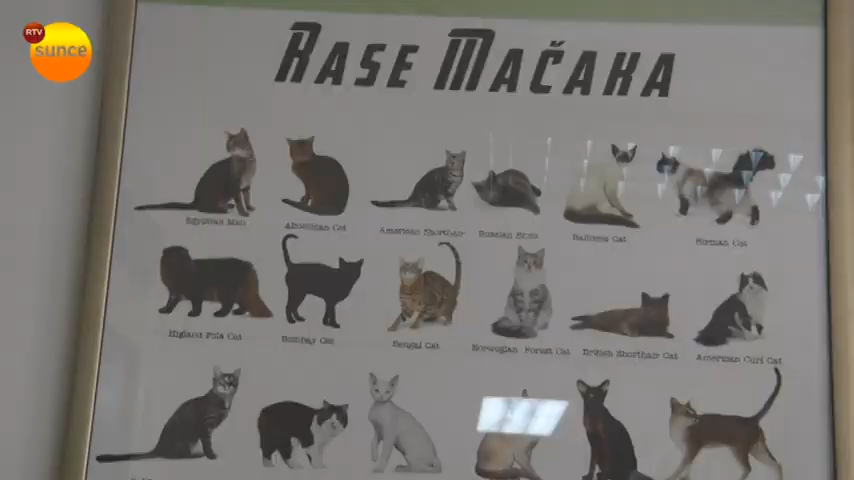 RTV
sunce
RASE MAČAKA
Egyptian Mau
Abyssinian Cat
American Shorthair
Russian Blue
Balinese Cat
Birman Cat
Higland Fold Cat
Bombay Cat
Bengal Cat
Norwegian Forest Cat
British Shorthair Cat
American Curl Cat